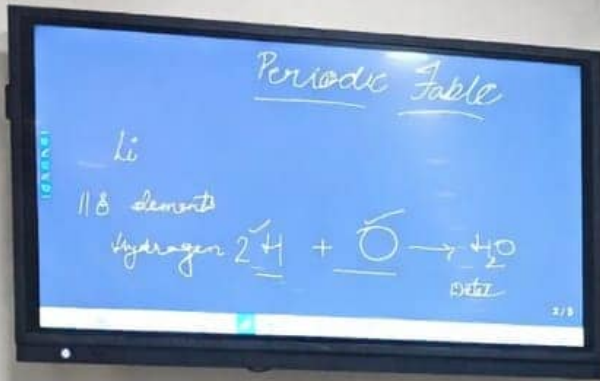 Periodic Table
Li
118 elements
Hydrogen 2H + O → H₂O
Water
2/3